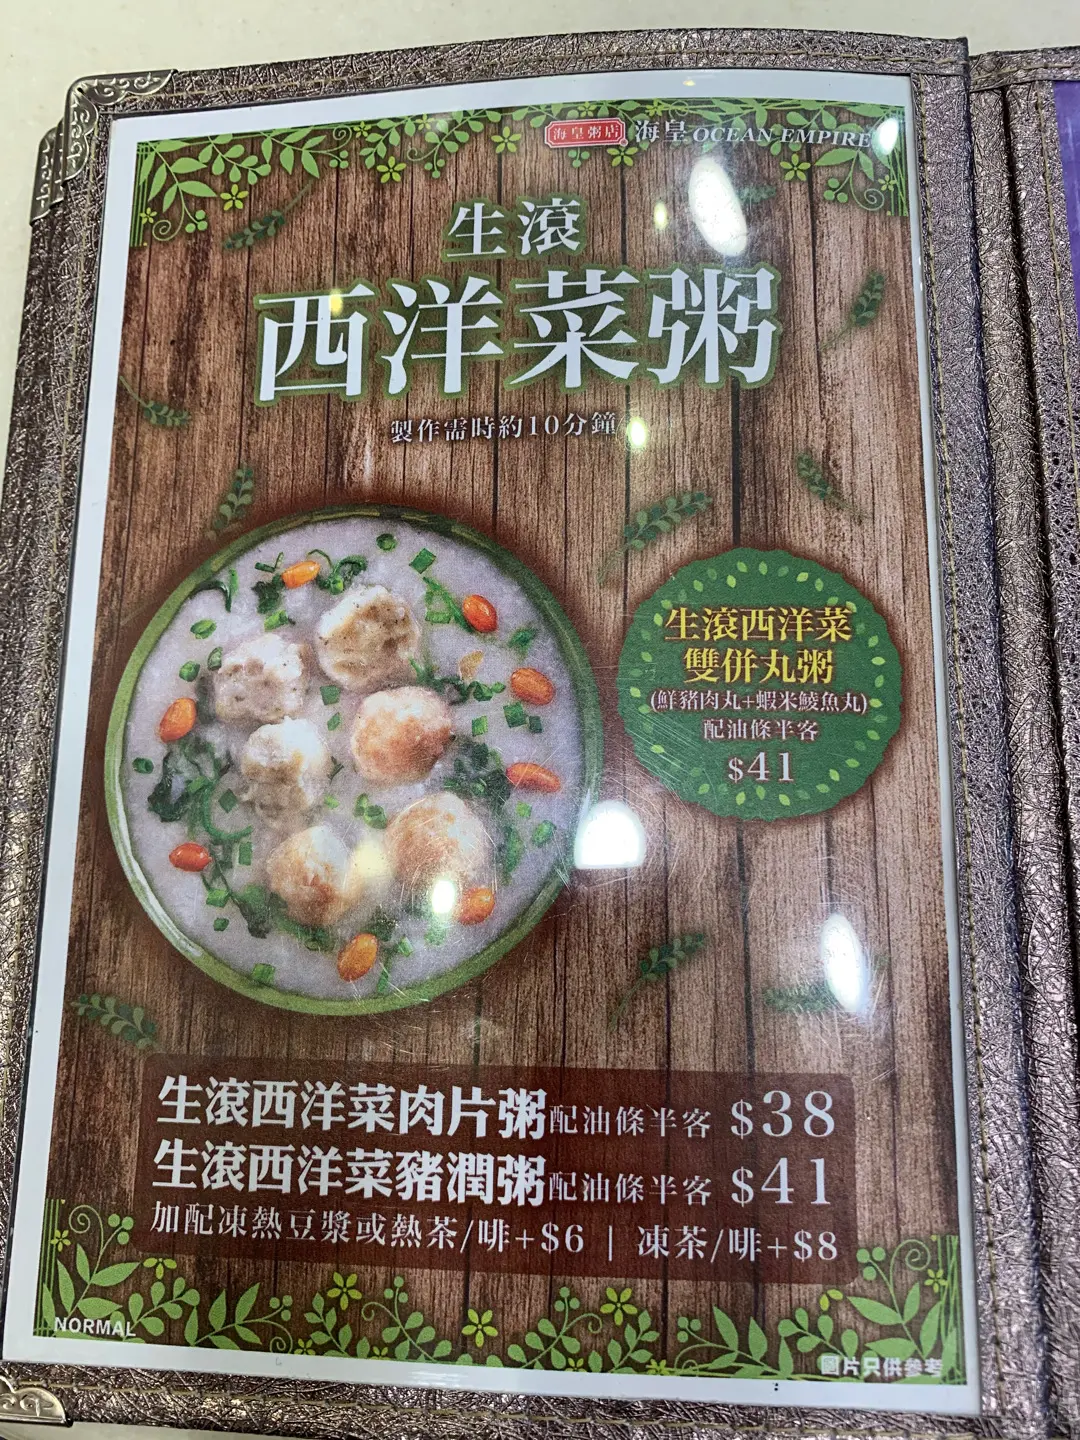 海皇粥店 海皇 OCEAN EMPIRE
生滾
西洋菜粥
製作需時約10分鐘
生滾西洋菜
雙併丸粥
(鮮豬肉丸+蝦米鯪魚丸)
配油條半客
$41
生滾西洋菜肉片粥配油條半客 $38
生滾西洋菜豬潤粥配油條半客 $41
加配凍熱豆漿或熱茶/啡+$6 | 凍茶/啡+$8
NORMAL
圖片只供參考